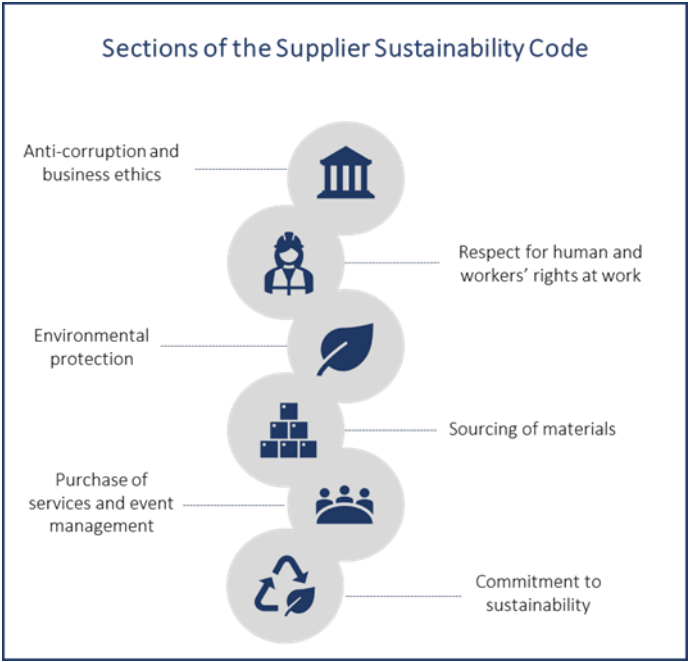 Sections of the Supplier Sustainability Code
Anti-corruption and
business ethics
Respect for human and
workers’ rights at work
Environmental
protection
Sourcing of materials
Purchase of
services and event
management
Commitment to
sustainability